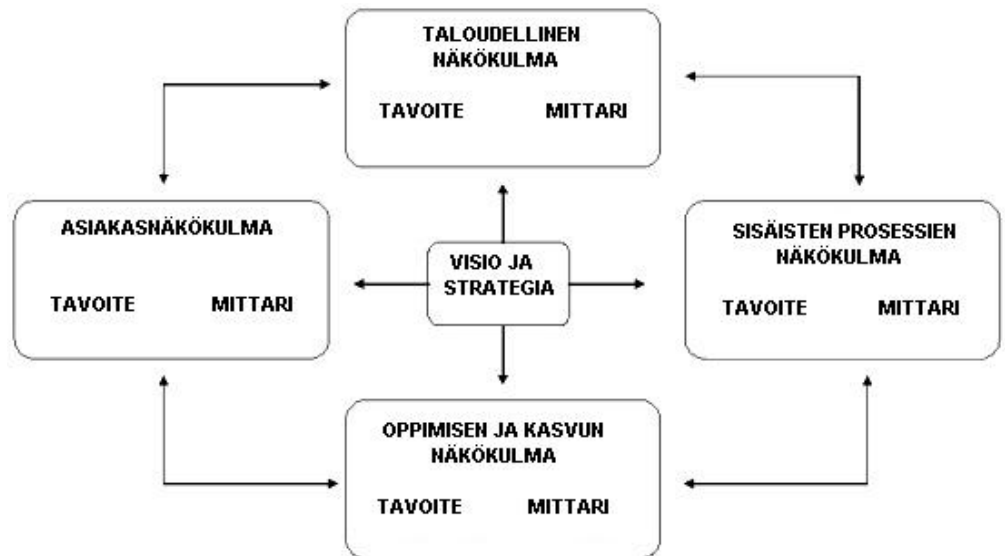 TALOUDELLINEN
NÄKÖKULMA
TAVOITE MITTARI
ASIAKASNÄKÖKULMA
TAVOITE MITTARI
VISIO JA
STRATEGIA
SISÄISTEN PROSESSIEN
NÄKÖKULMA
TAVOITE MITTARI
OPPIMISEN JA KASVUN
NÄKÖKULMA
TAVOITE MITTARI